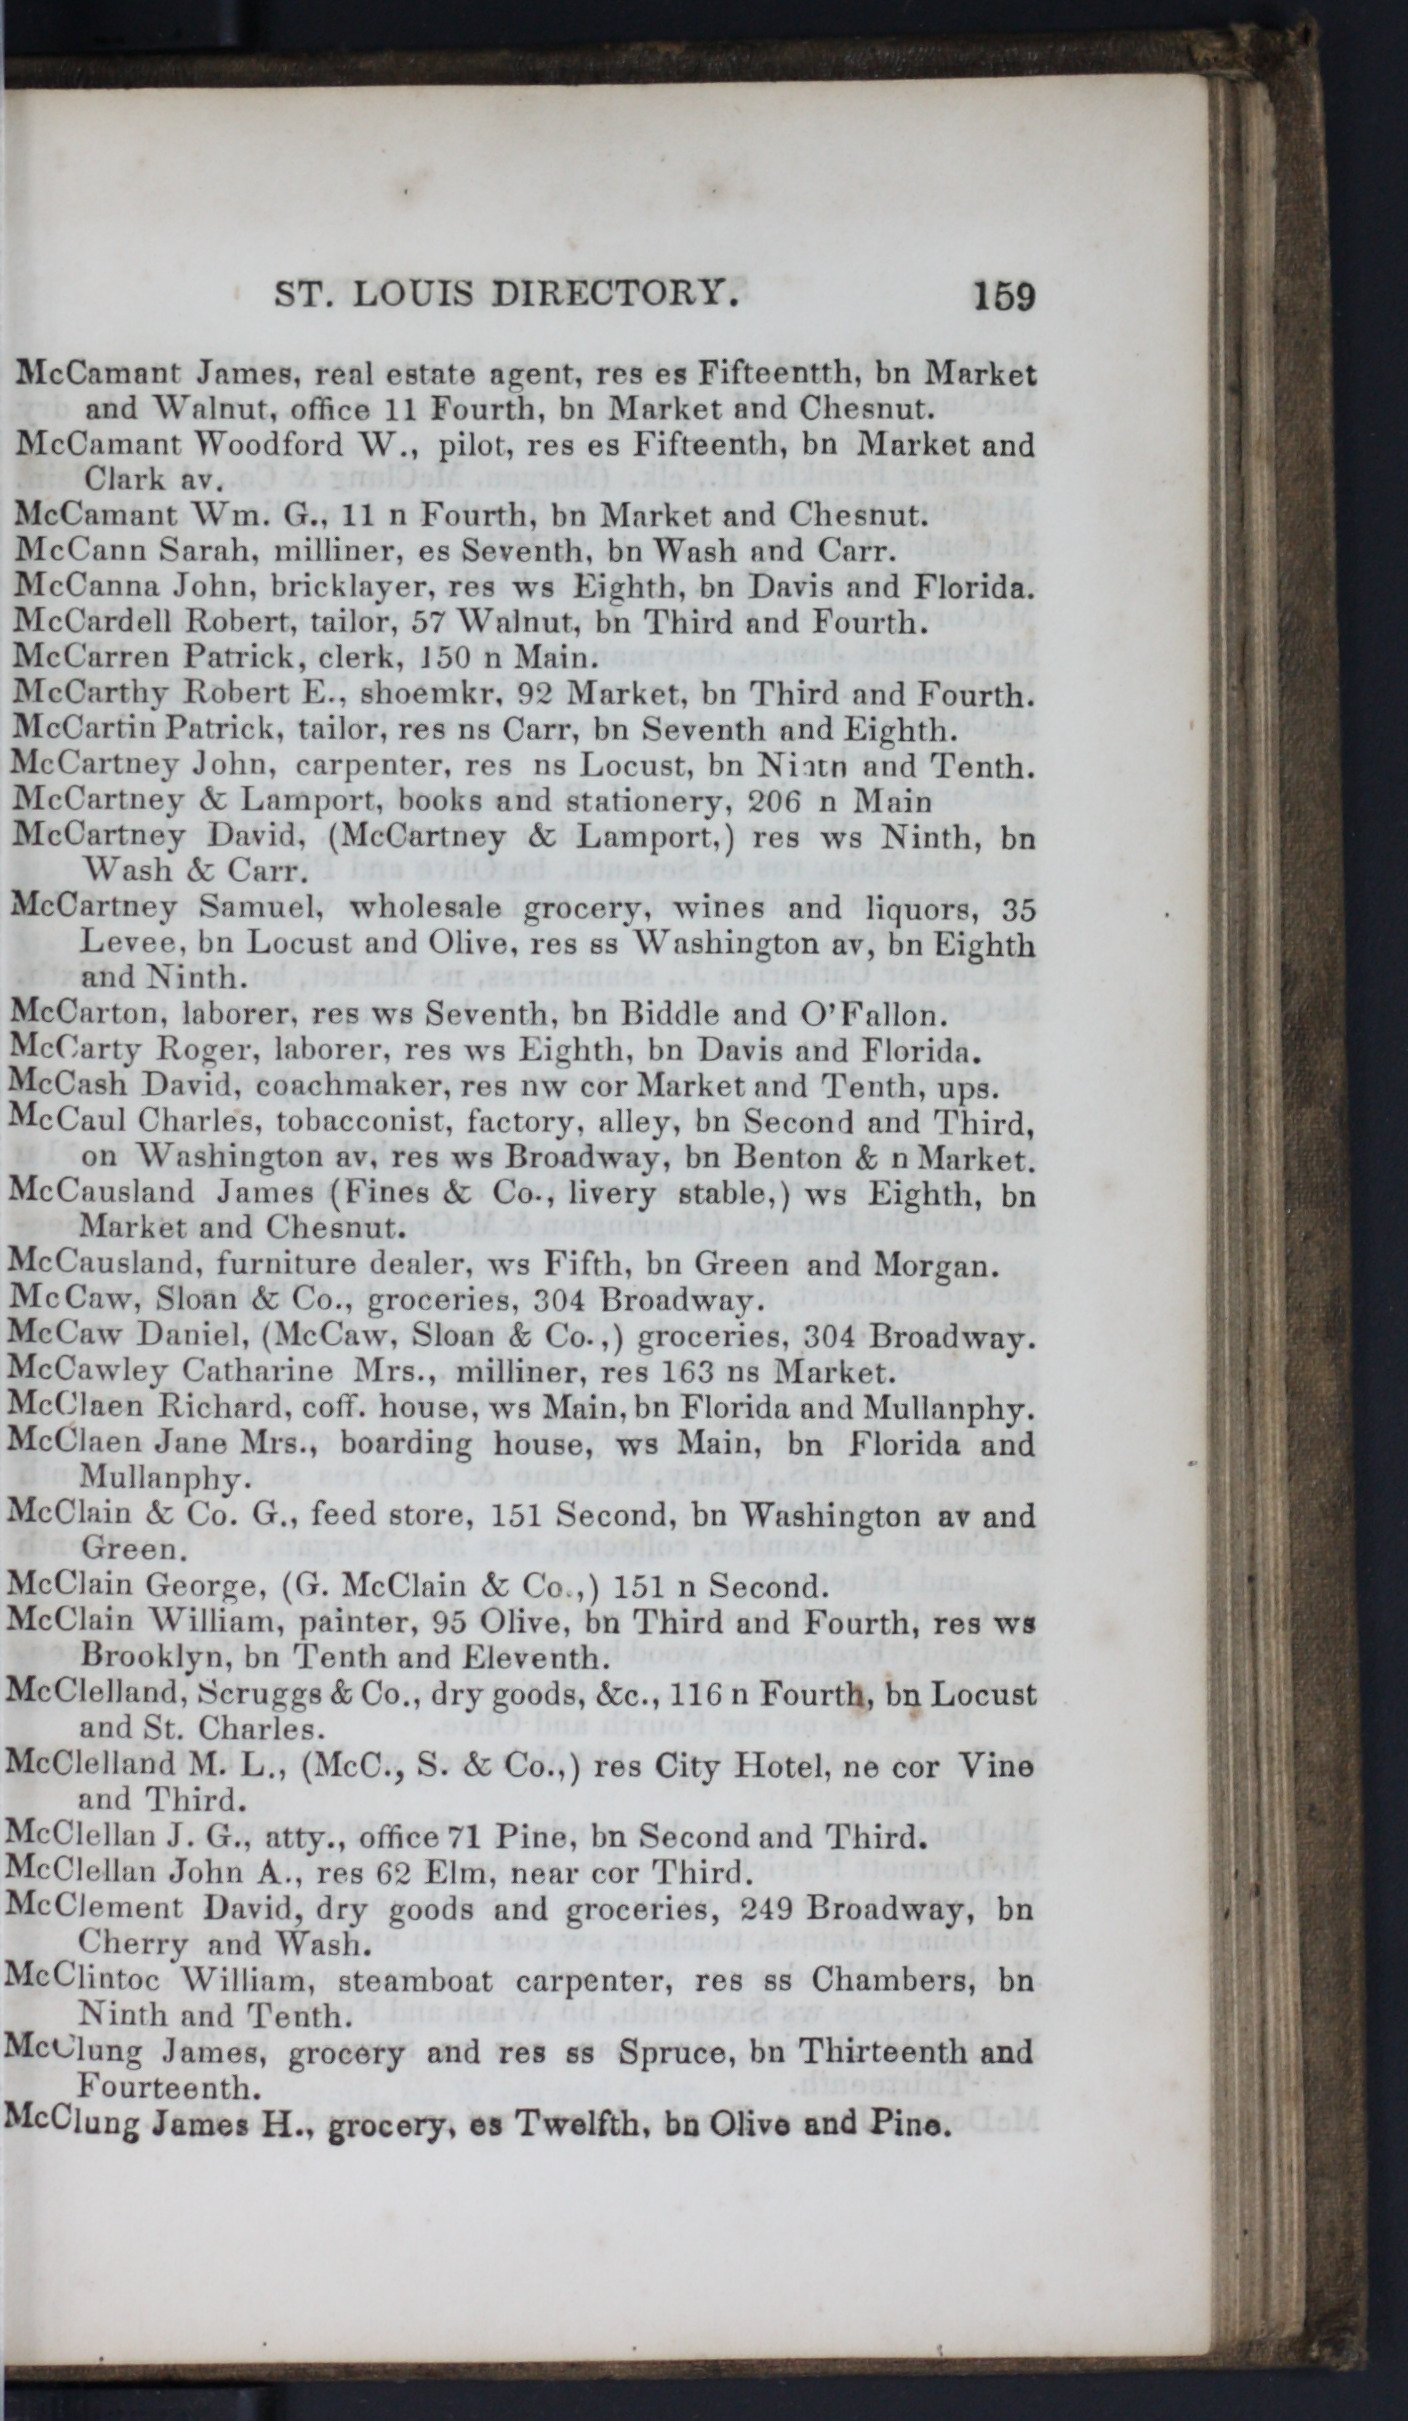 ST. LOUIS DIRECTORY. 159
McCamant James, real estate agent, res es Fifteentth, bn Market
and Walnut, office 11 Fourth, bn Market and Chesnut.
McCamant Woodford W., pilot, res es Fifteenth, bn Market and
Clark av.
McCamant Wm. G., 11 n Fourth, bn Market and Chesnut.
McCann Sarah, milliner, es Seventh, bn Wash and Carr.
McCanna John, bricklayer, res ws Eighth, bn Davis and Florida.
McCardell Robert, tailor, 57 Walnut, bn Third and Fourth.
McCarren Patrick, clerk, 150 n Main.
McCarthy Robert E., shoemkr, 92 Market, bn Third and Fourth.
McCartin Patrick, tailor, res ns Carr, bn Seventh and Eighth.
McCartney John, carpenter, res ns Locust, bn Ninth and Tenth.
McCartney & Lamport, books and stationery, 206 n Main
McCartney David, (McCartney & Lamport,) res ws Ninth, bn
Wash & Carr.
McCartney Samuel, wholesale grocery, wines and liquors, 35
Levee, bn Locust and Olive, res ss Washington av, bn Eighth
and Ninth.
McCarton, laborer, res ws Seventh, bn Biddle and O'Fallon.
McCarty Roger, laborer, res ws Eighth, bn Davis and Florida.
McCash David, coachmaker, res nw cor Market and Tenth, ups.
McCaul Charles, tobacconist, factory, alley, bn Second and Third,
on Washington av, res ws Broadway, bn Benton & n Market.
McCausland James (Fines & Co., livery stable,) ws Eighth, bn
Market and Chesnut.
McCausland, furniture dealer, ws Fifth, bn Green and Morgan.
McCaw, Sloan & Co., groceries, 304 Broadway.
McCaw Daniel, (McCaw, Sloan & Co.,) groceries, 304 Broadway.
McCawley Catharine Mrs., milliner, res 163 ns Market.
McClaen Richard, coff. house, ws Main, bn Florida and Mullanphy.
McClaen Jane Mrs., boarding house, ws Main, bn Florida and
Mullanphy.
McClain & Co. G., feed store, 151 Second, bn Washington av and
Green.
McClain George, (G. McClain & Co.,) 151 n Second.
McClain William, painter, 95 Olive, bn Third and Fourth, res ws
Brooklyn, bn Tenth and Eleventh.
McClelland, Scruggs & Co., dry goods, &c., 116 n Fourth, bn Locust
and St. Charles.
McClelland M. L., (McC., S. & Co.,) res City Hotel, ne cor Vine
and Third.
McClellan J. G., atty., office 71 Pine, bn Second and Third.
McClellan John A., res 62 Elm, near cor Third.
McClement David, dry goods and groceries, 249 Broadway, bn
Cherry and Wash.
McClintoc William, steamboat carpenter, res ss Chambers, bn
Ninth and Tenth.
McClung James, grocery and res ss Spruce, bn Thirteenth and
Fourteenth.
McClung James H., grocery, es Twelfth, bn Olive and Pine.